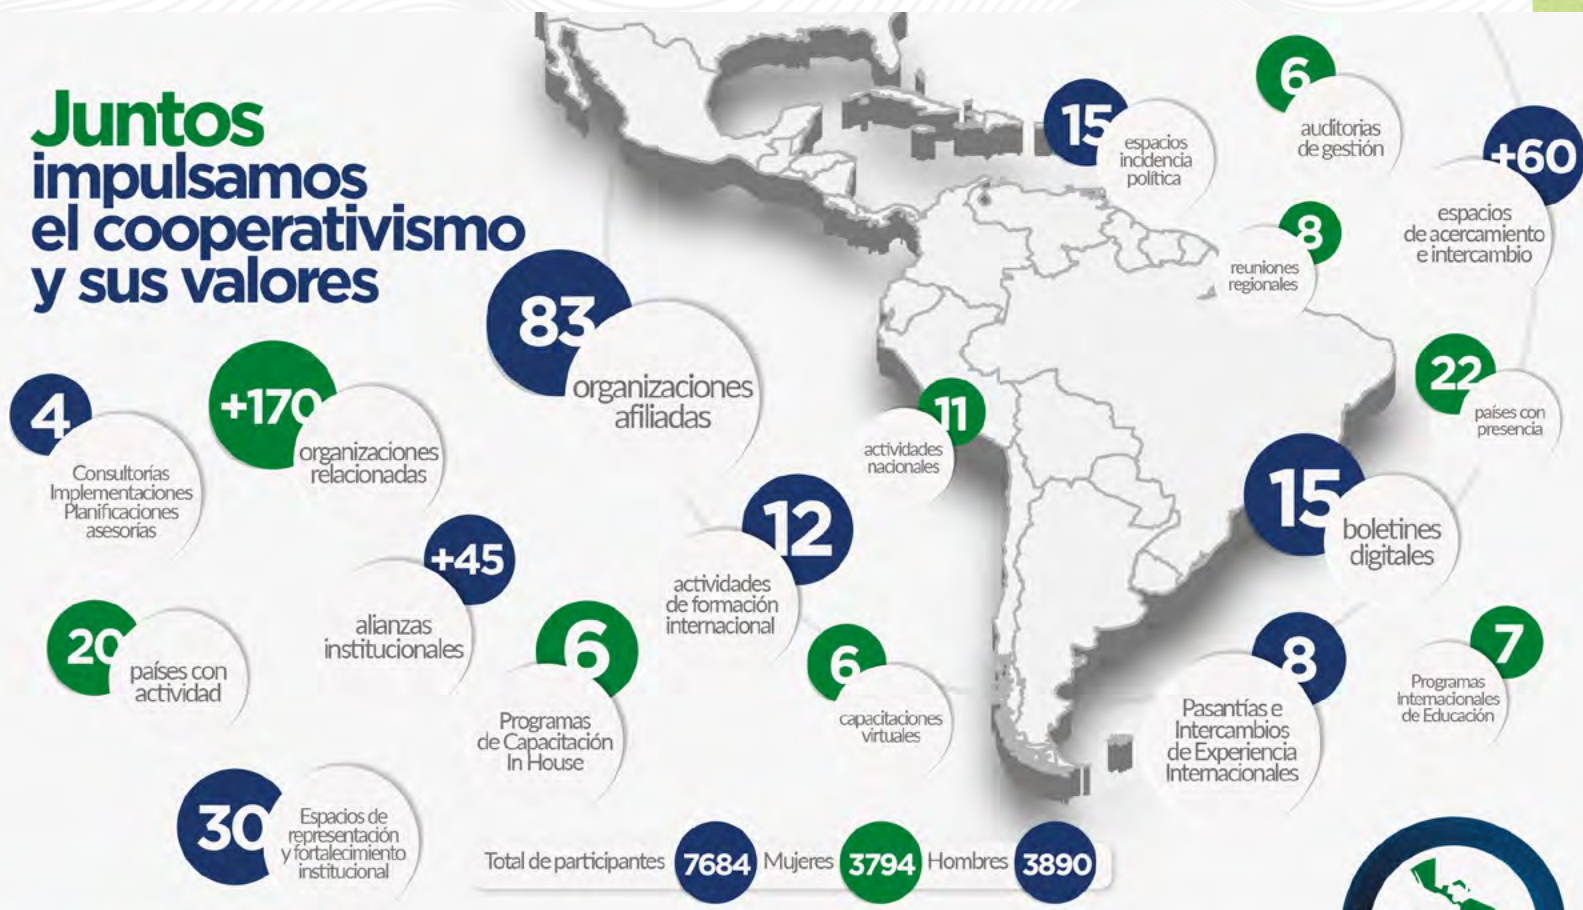 Juntos
impulsamos
el cooperativismo
y sus valores
15
espacios
incidencia
política
6
auditorias
de gestión
+60
espacios
de acercamiento
e intercambio
8
reuniones
regionales
83
organizaciones
afiliadas
4
Consultorías
Implementaciones
Planificaciones
asesorías
+170
organizaciones
relacionadas
11
actividades
nacionales
22
países con
presencia
15
boletines
digitales
12
actividades
de formación
internacional
+45
alianzas
institucionales
20
países con
actividad
6
Programas
de Capacitación
In House
6
capacitaciones
virtuales
8
Pasantías e
Intercambios
de Experiencia
Internacionales
7
Programas
Internacionales
de Educación
30
Espacios de
representación
y fortalecimiento
institucional
Total de participantes 7684 Mujeres 3794 Hombres 3890